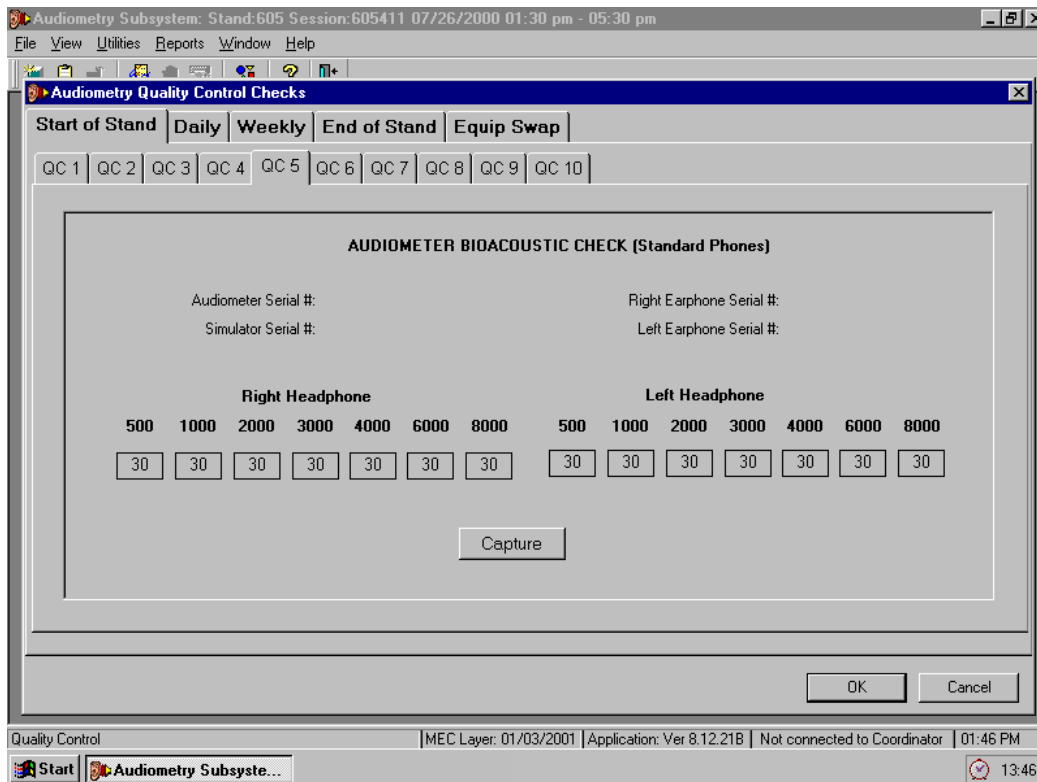 Audiometry Subsystem: Stand:605 Session:605411 07/26/2000 01:30 pm - 05:30 pm
File View Utilities Reports Window Help
Audiometry Quality Control Checks
Start of Stand Daily Weekly End of Stand Equip Swap
QC 1 QC 2 QC 3 QC 4 QC 5 QC 6 QC 7 QC 8 QC 9 QC 10
AUDIOMETER BIOACOUSTIC CHECK (Standard Phones)
Audiometer Serial #: Right Earphone Serial #:
Simulator Serial #: Left Earphone Serial #:
Right Headphone Left Headphone
500 1000 2000 3000 4000 6000 8000 500 1000 2000 3000 4000 6000 8000
30 30 30 30 30 30 30 30 30 30 30 30 30 30
Capture
OK Cancel
Quality Control MEC Layer: 01/03/2001 Application: Ver 8.12.21B Not connected to Coordinator 01:46 PM
Start Audiometry Subsyste... 13:46